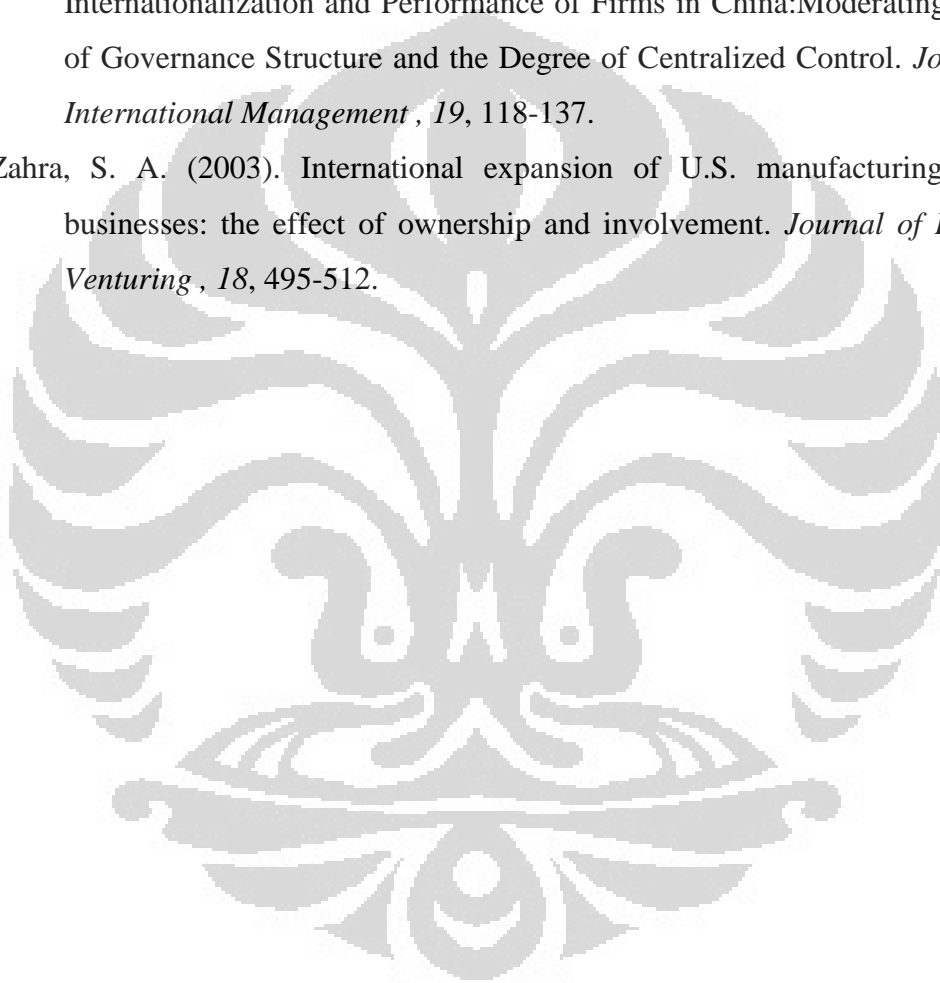 Internationalization and Performance of Firms in China:Moderating
of Governance Structure and the Degree of Centralized Control. Jo
International Management , 19, 118-137.
Zahra, S. A. (2003). International expansion of U.S. manufacturing
businesses: the effect of ownership and involvement. Journal of
Venturing , 18, 495-512.